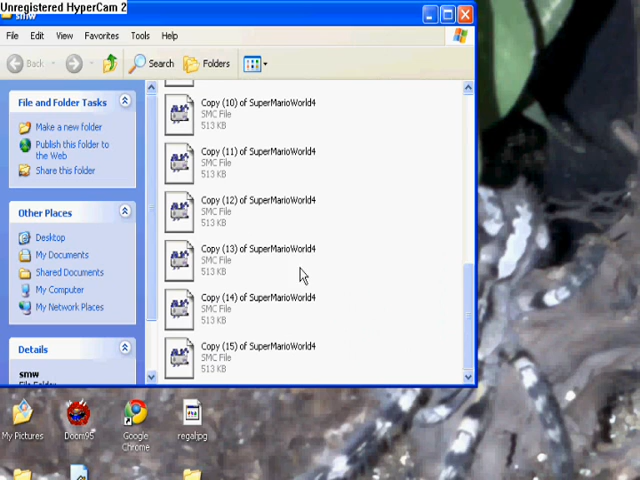 Unregistered HyperCam 2
smw
File Edit View Favorites Tools Help
Back Search Folders
File and Folder Tasks
Make a new folder
Publish this folder to
the Web
Share this folder
Other Places
Desktop
My Documents
Shared Documents
My Computer
My Network Places
Details
smw
File Folder
Copy (10) of SuperMarioWorld4
SMC File
513 KB
Copy (11) of SuperMarioWorld4
SMC File
513 KB
Copy (12) of SuperMarioWorld4
SMC File
513 KB
Copy (13) of SuperMarioWorld4
SMC File
513 KB
Copy (14) of SuperMarioWorld4
SMC File
513 KB
Copy (15) of SuperMarioWorld4
SMC File
513 KB
My Pictures
Doom95
Google
Chrome
regal.jpg